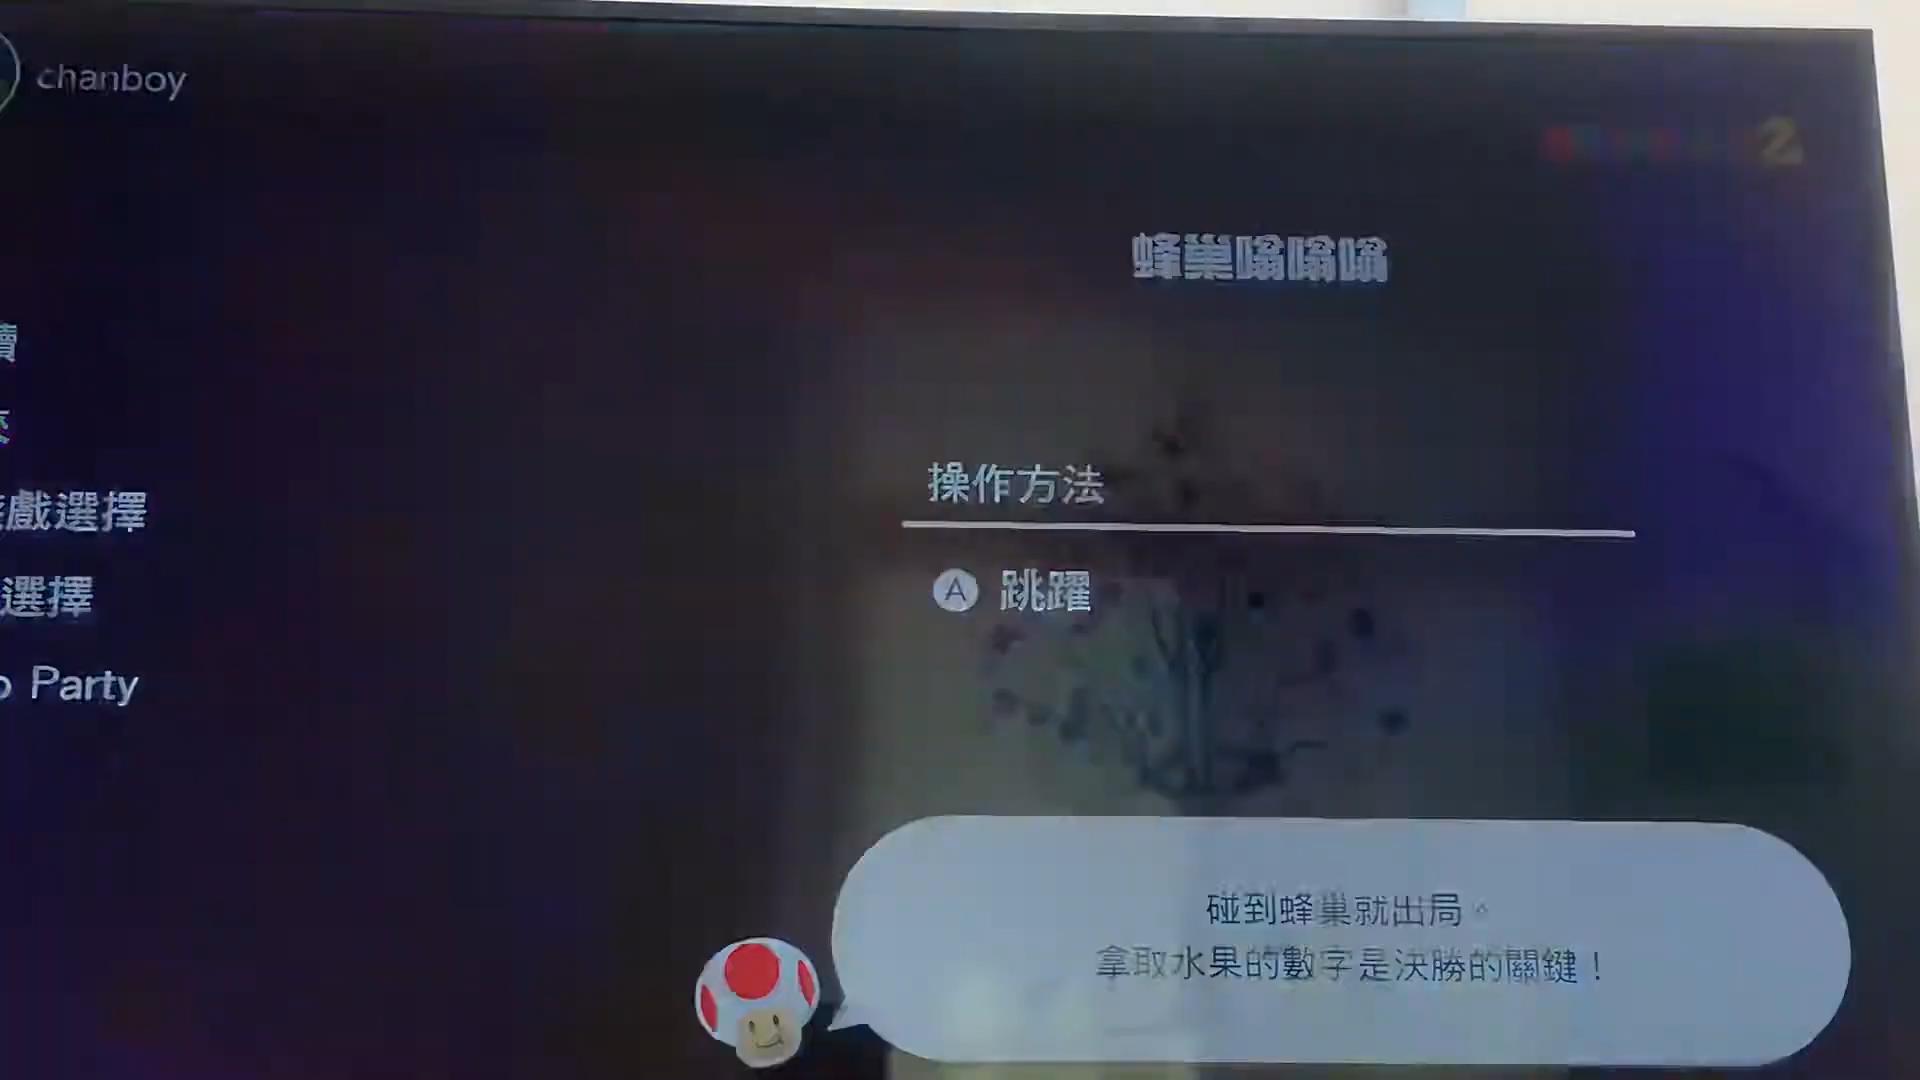 chanboy
2
蜂巢嗡嗡嗡
戲選擇
選擇
Party
操作方法
A 跳躍
碰到蜂巢就出局。
拿取水果的數字是決勝的關鍵！